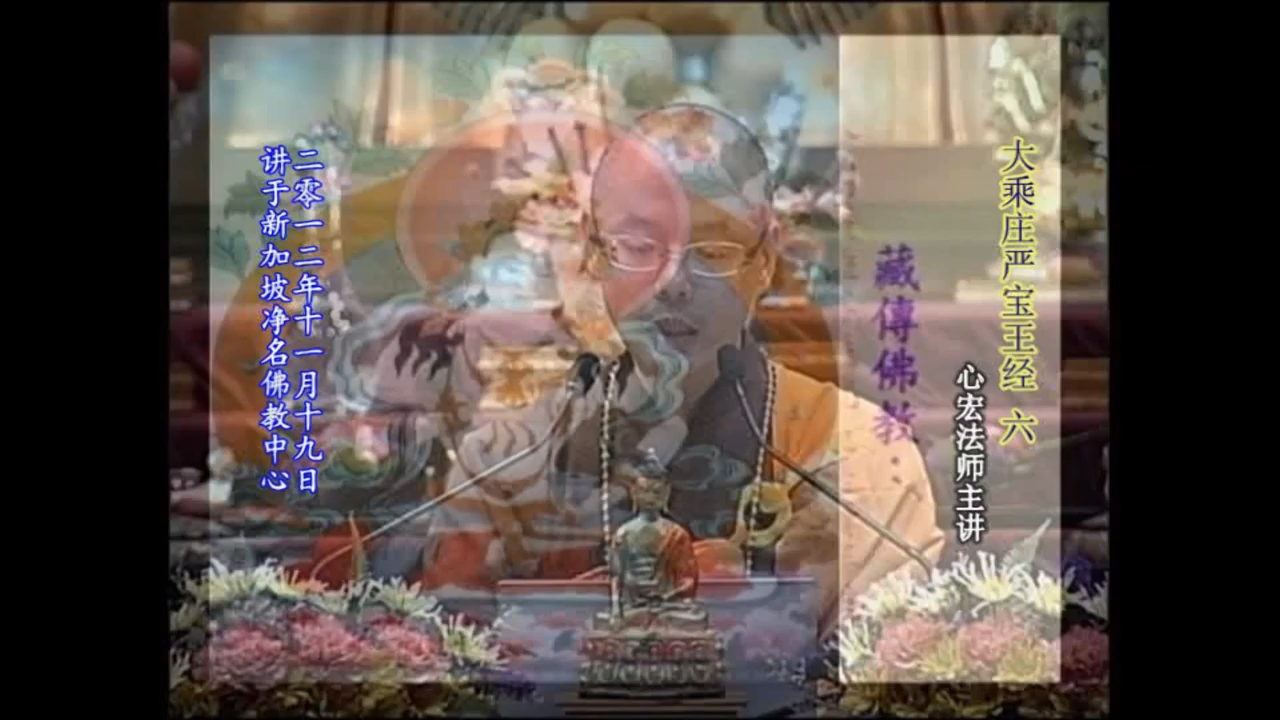 大乘庄严宝王经 六
心宏法师主讲
藏傳佛教
二零一二年十一月十九日
讲于新加坡净名佛教中心